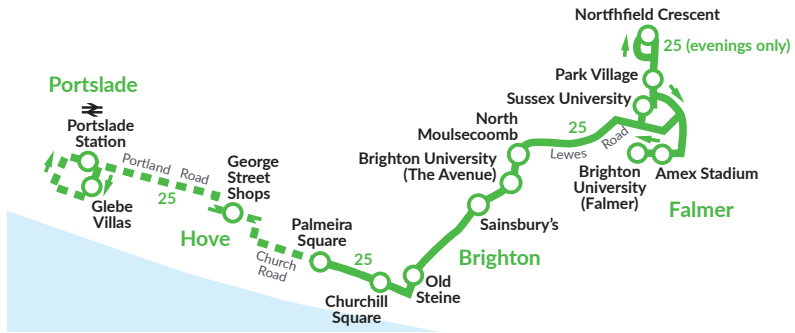 Nortfhfield Crescent
25 (evenings only)
Park Village
Sussex University
Portslade
Portslade
Station
Portland Road
25
Glebe
Villas
George
Street
Shops
Hove
Church
Road
Palmeira
Square
25
Churchill
Square
Old
Steine
Brighton
Sainsbury's
Brighton University
(The Avenue)
North
Moulsecoomb
25
Lewes Road
Brighton
University
(Falmer)
Amex Stadium
Falmer